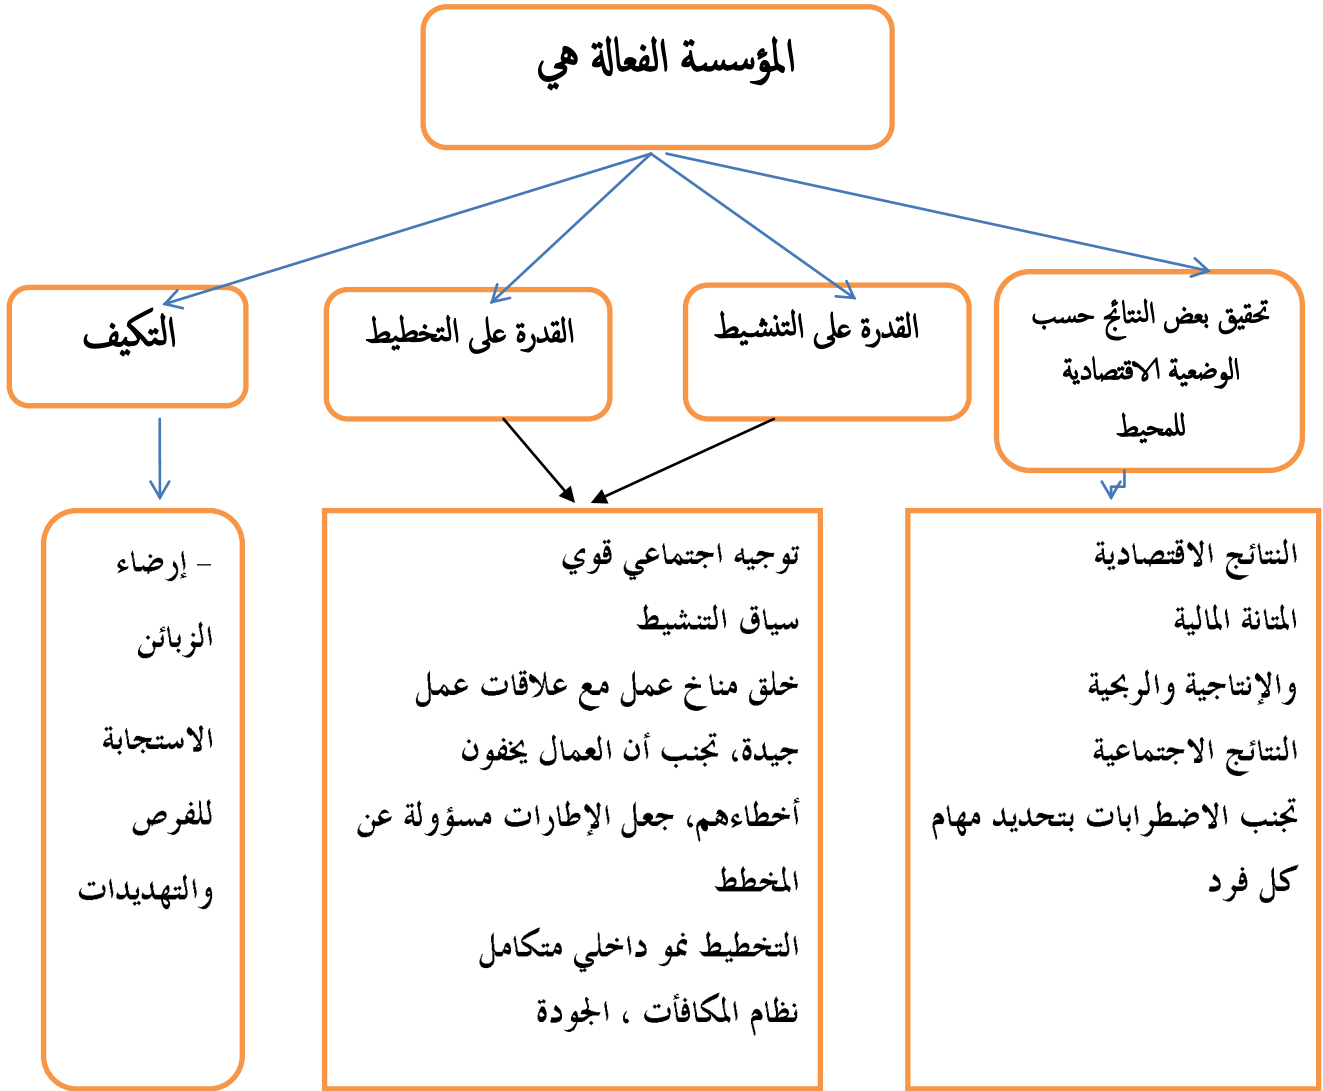 المؤسسة الفعالة هي
تحقيق بعض النتائج حسب
الوضعية الاقتصادية
للمحيط
القدرة على التنشيط
القدرة على التخطيط
التكيف
النتائج الاقتصادية
المتانة المالية
والإنتاجية والربحية
النتائج الاجتماعية
تجنب الاضطرابات بتحديد مهام
كل فرد
توجيه اجتماعي قوي
سياق التنشيط
خلق مناخ عمل مع علاقات عمل
جيدة، تجنب أن العمال يخفون
أخطاءهم، جعل الإطارات مسؤولة عن
المخطط
التخطيط نمو داخلي متكامل
نظام المكافأت ، الجودة
– إرضاء
الزبائن
الاستجابة
للفرص
والتهديدات